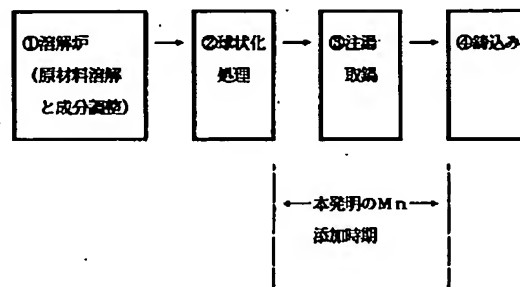 ①溶解炉
(原材料溶解
と成分調整)
②球状化
処理
③注湯
取鍋
④鋳込み
本発明のMn
添加時期